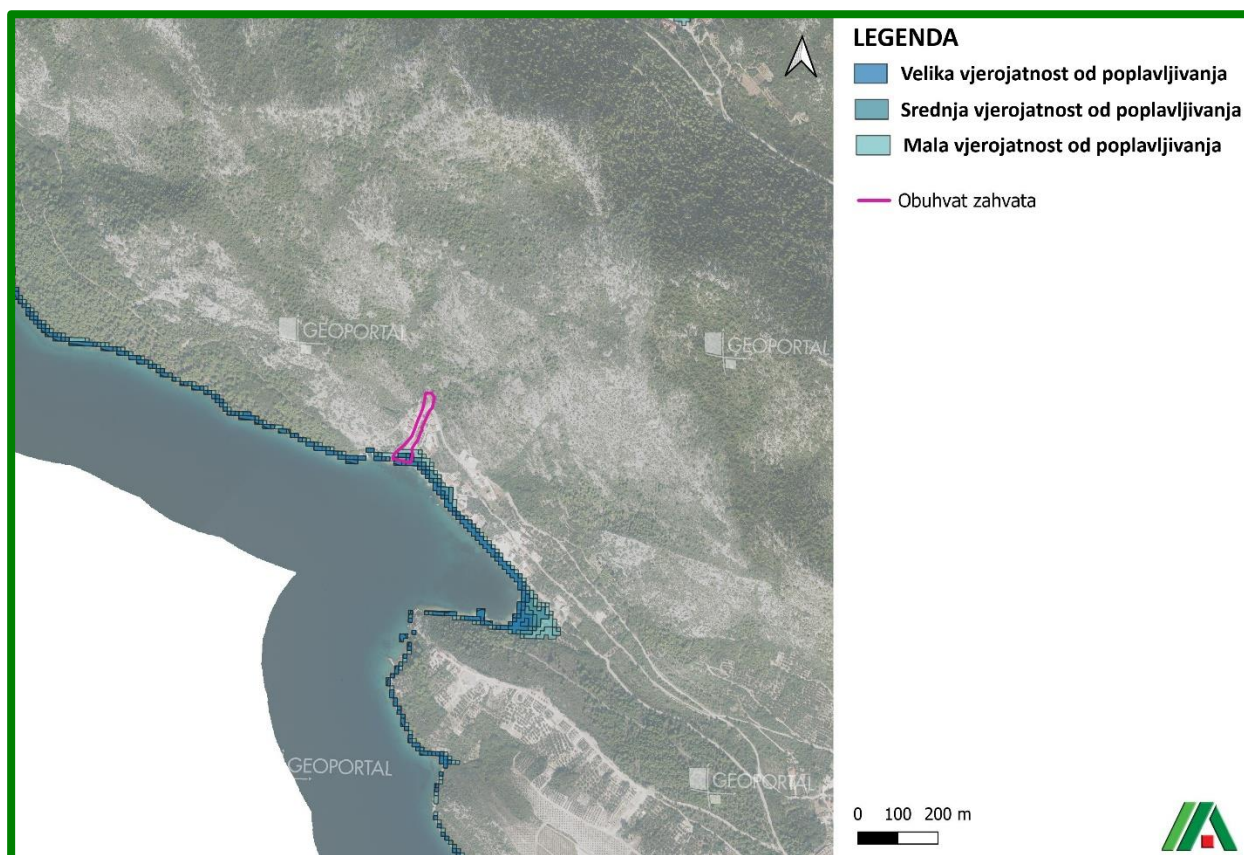 LEGENDA
Velika vjerojatnost od poplavljivanja
Srednja vjerojatnost od poplavljivanja
Mala vjerojatnost od poplavljivanja
Obuhvat zahvata
GEOPORTAL
GEOPORTAL
GEOPORTAL
GEOPORTAL
0 100 200 m